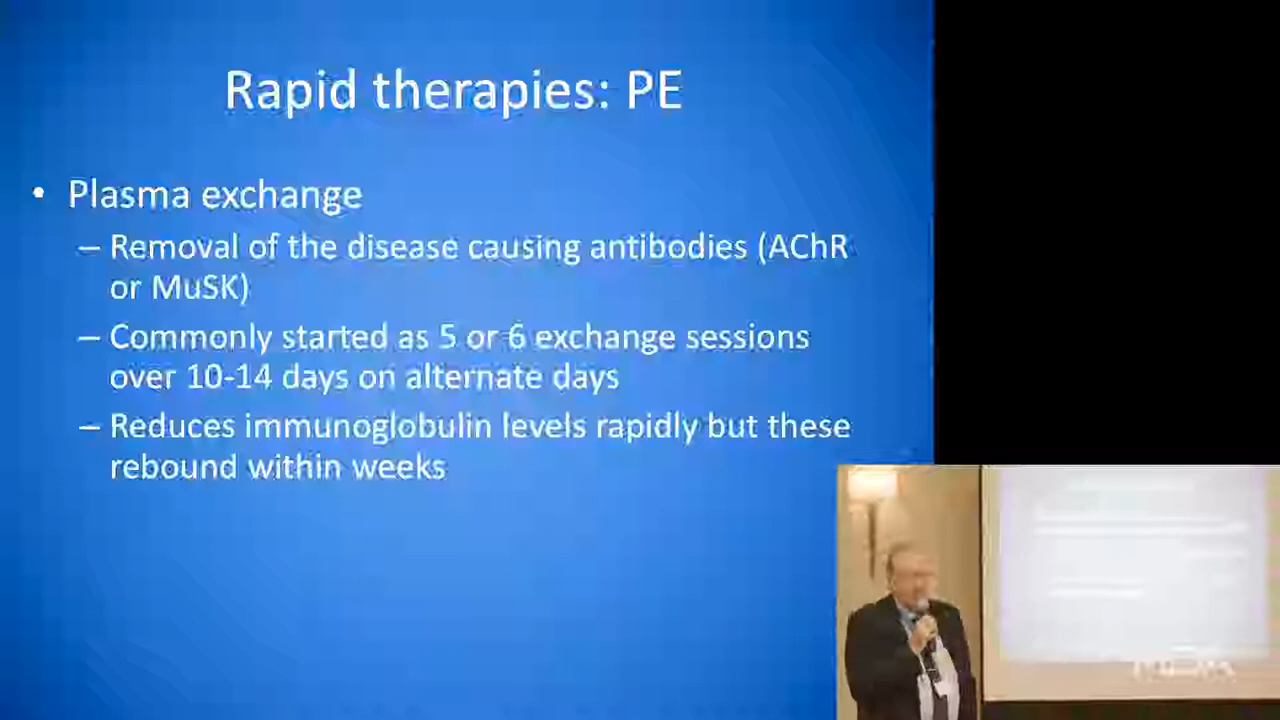 Rapid therapies: PE
• Plasma exchange
– Removal of the disease causing antibodies (AChR
or MuSK)
– Commonly started as 5 or 6 exchange sessions
over 10-14 days on alternate days
– Reduces immunoglobulin levels rapidly but these
rebound within weeks